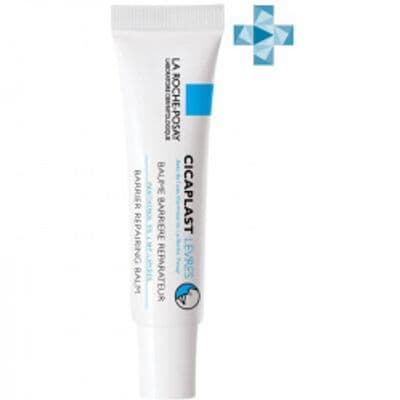 LA ROCHE-POSAY
LABORATOIRE DERMATOLOGIQUE
CICAPLAST LEVRES
BAUME BARRIERE REPARATEUR
BARRIER REPAIRING BALM